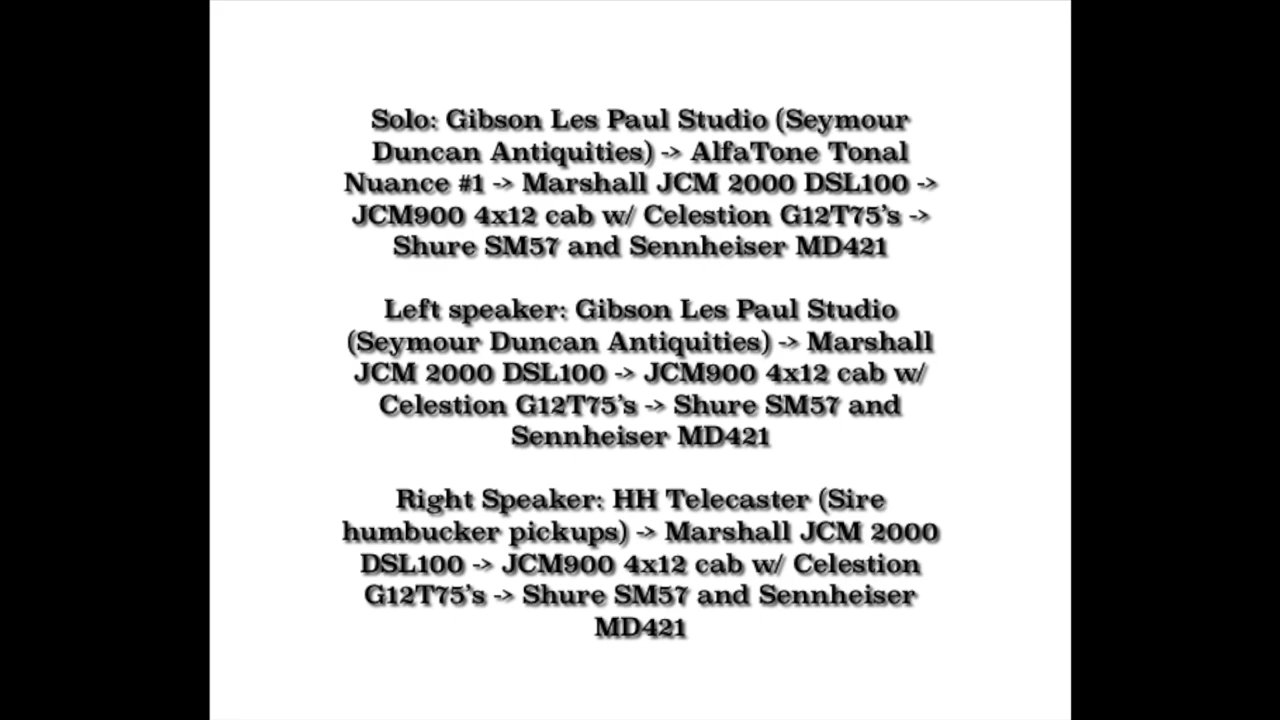 Solo: Gibson Les Paul Studio (Seymour
Duncan Antiquities) -> AlfaTone Tonal
Nuance #1 -> Marshall JCM 2000 DSL100 ->
JCM900 4x12 cab w/ Celestion G12T75's ->
Shure SM57 and Sennheiser MD421
Left speaker: Gibson Les Paul Studio
(Seymour Duncan Antiquities) -> Marshall
JCM 2000 DSL100 -> JCM900 4x12 cab w/
Celestion G12T75's -> Shure SM57 and
Sennheiser MD421
Right Speaker: HH Telecaster (Sire
humbucker pickups) -> Marshall JCM 2000
DSL100 -> JCM900 4x12 cab w/ Celestion
G12T75's -> Shure SM57 and Sennheiser
MD421